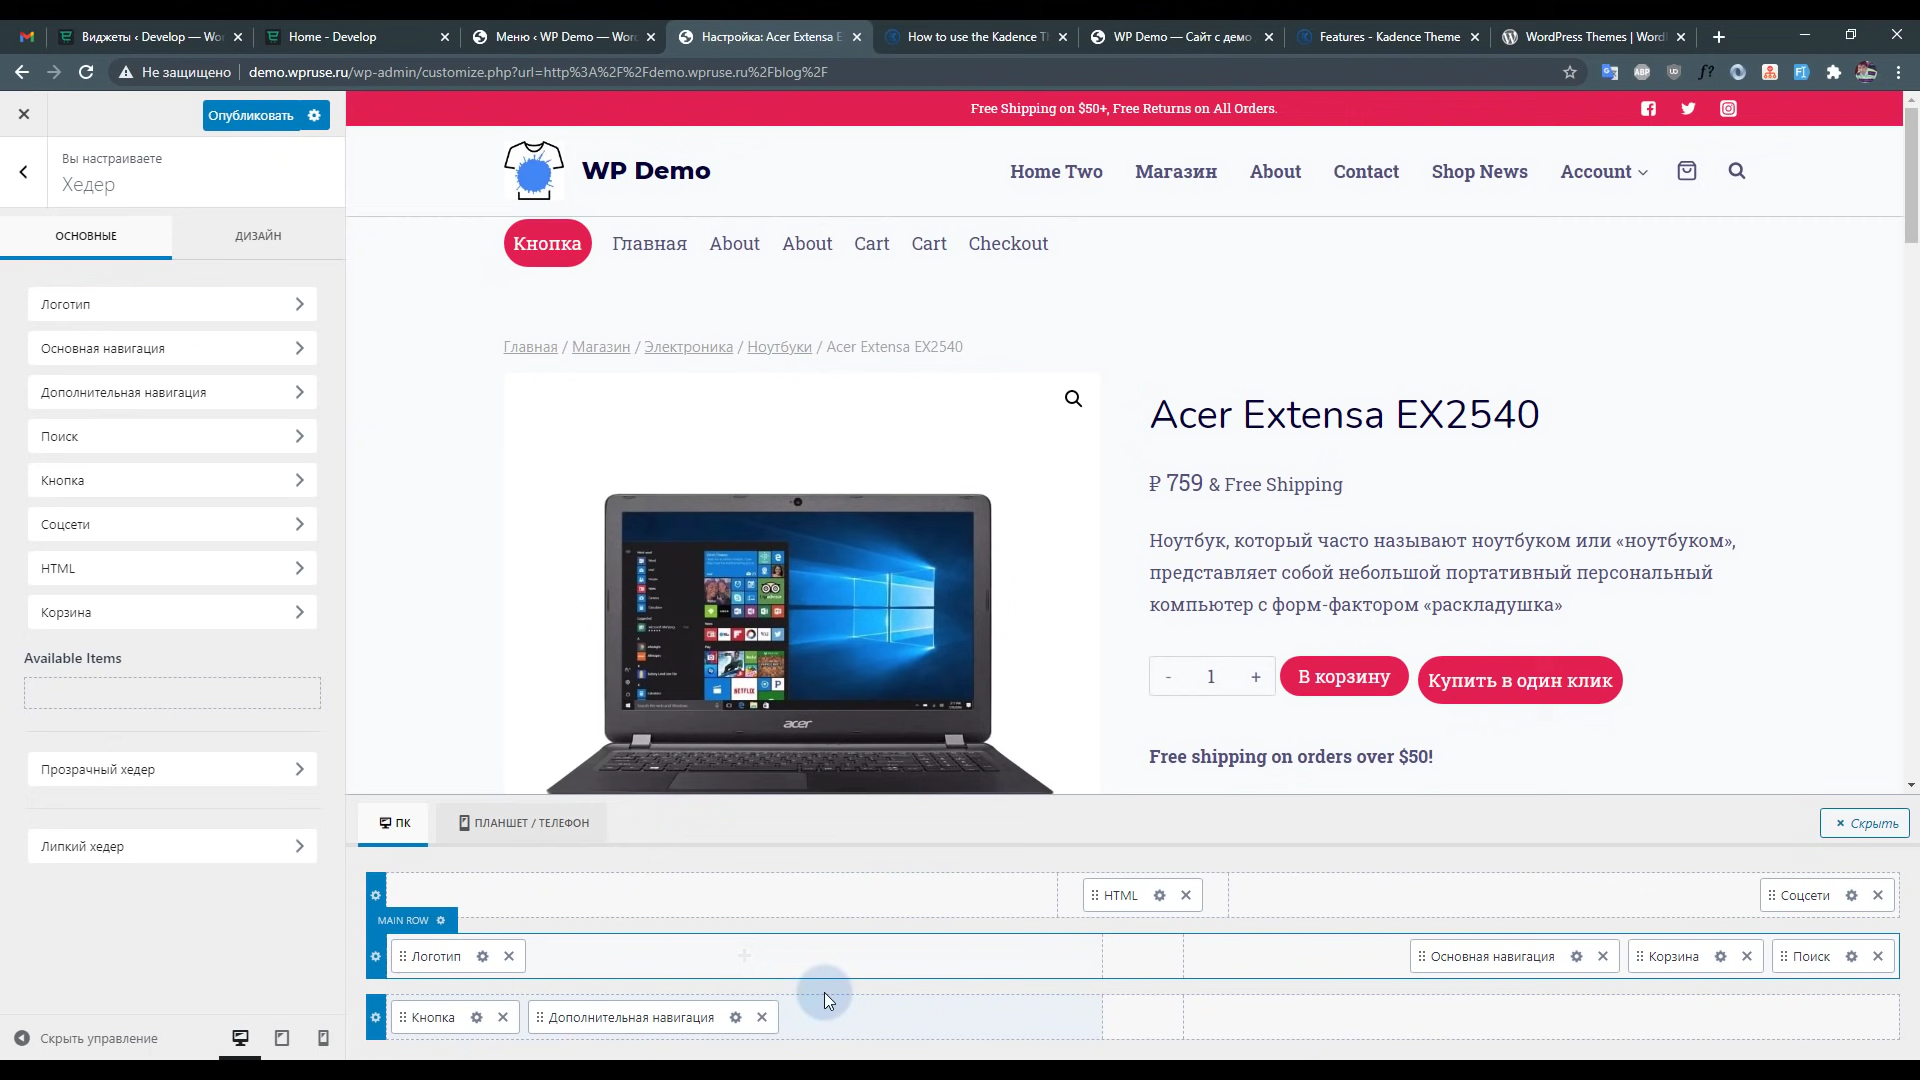 Виджеты ‹ Develop — Wo
Home - Develop
Меню ‹ WP Demo — Wor
Настройка: Acer Extensa E
How to use the Kadence Th
WP Demo — Сайт с демо
Features - Kadence Theme
WordPress Themes | Word
Не защищено
demo.wpruse.ru/wp-admin/customize.php?url=http%3A%2F%2Fdemo.wpruse.ru%2Fblog%2F
Опубликовать
Вы настраиваете
Хедер
ОСНОВНЫЕ
ДИЗАЙН
Логотип
Основная навигация
Дополнительная навигация
Поиск
Кнопка
Соцсети
HTML
Корзина
Available Items
Прозрачный хедер
Липкий хедер
Скрыть управление
Free Shipping on $50+, Free Returns on All Orders.
WP Demo
Home Two
Магазин
About
Contact
Shop News
Account
Кнопка
Главная
About
About
Cart
Cart
Checkout
Главная / Магазин / Электроника / Ноутбуки / Acer Extensa EX2540
acer
Acer Extensa EX2540
₽ 759 & Free Shipping
Ноутбук, который часто называют ноутбуком или «ноутбуком»,
представляет собой небольшой портативный персональный
компьютер с форм-фактором «раскладушка»
- 1 +
В корзину
Купить в один клик
Free shipping on orders over $50!
ПК
ПЛАНШЕТ / ТЕЛЕФОН
× Скрыть
HTML
Соцсети
MAIN ROW
Логотип
Основная навигация
Корзина
Поиск
Кнопка
Дополнительная навигация